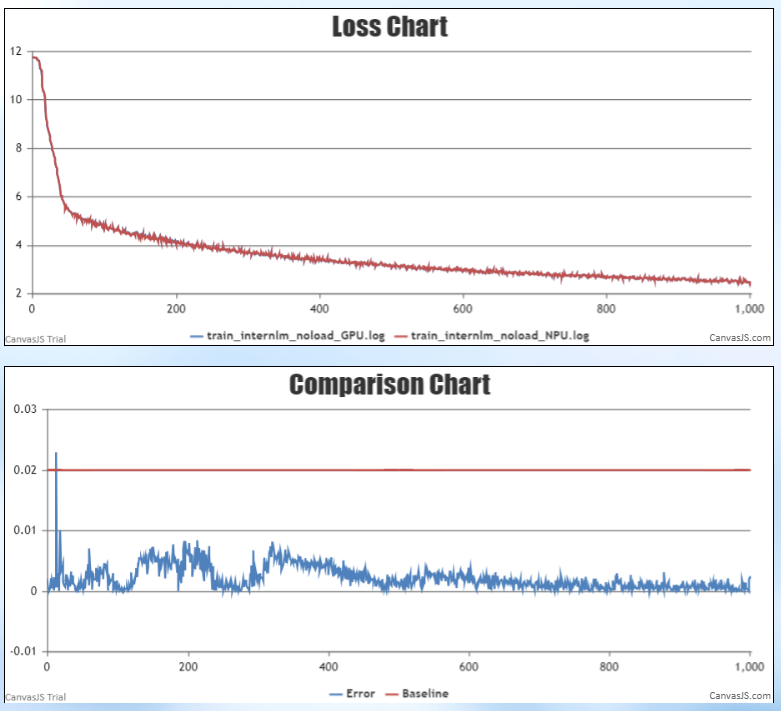 Loss Chart
12
10
8
6
4
2
0 200 400 600 800 1,000
train_internlm_noload_GPU.log train_internlm_noload_NPU.log
CanvasJS Trial CanvasJS.com
Comparison Chart
0.03
0.02
0.01
0
-0.01
0 200 400 600 800 1,000
Error Baseline
CanvasJS Trial CanvasJS.com